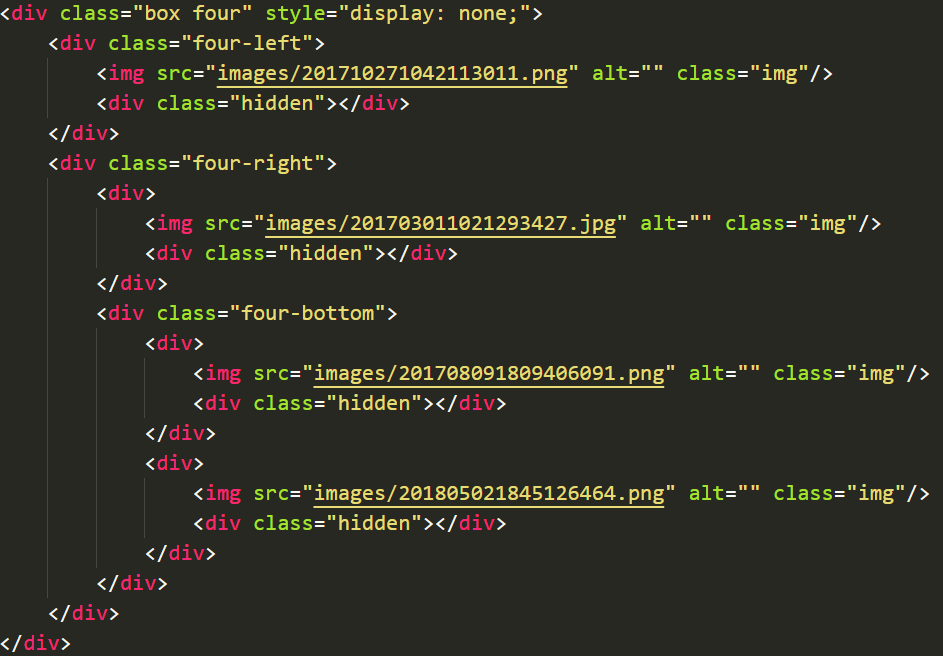 <div class="box four" style="display: none;">
<div class="four-left">
<img src="images/201710271042113011.png" alt="" class="img"/>
<div class="hidden"></div>
</div>
<div class="four-right">
<div>
<img src="images/201703011021293427.jpg" alt="" class="img"/>
<div class="hidden"></div>
</div>
<div class="four-bottom">
<div>
<img src="images/201708091809406091.png" alt="" class="img"/>
<div class="hidden"></div>
</div>
<div>
<img src="images/201805021845126464.png" alt="" class="img"/>
<div class="hidden"></div>
</div>
</div>
</div>
</div>